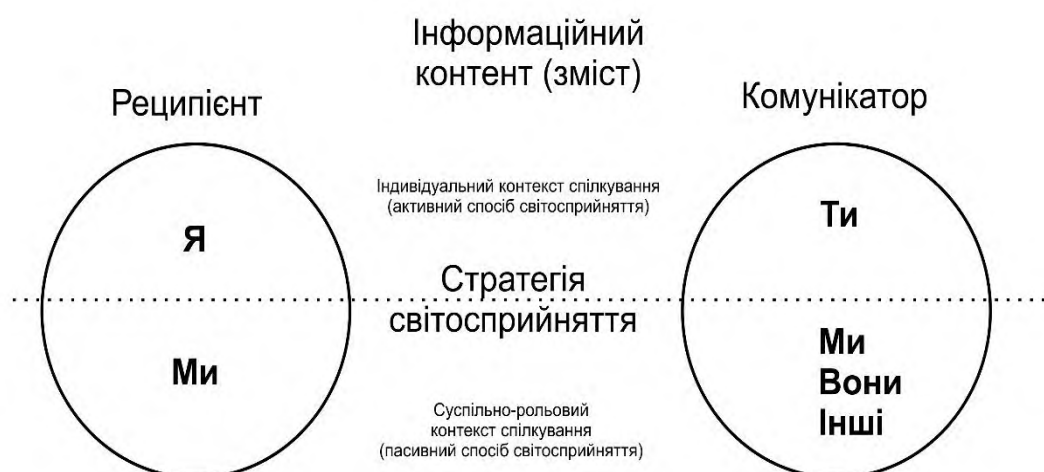 Інформаційний
контент (зміст)
Реципієнт
Комунікатор
Індивідуальний контекст спілкування
(активний спосіб світосприйняття)
Я
Ти
Стратегія
світосприйняття
Ми
Ми
Вони
Інші
Суспільно-рольовий
контекст спілкування
(пасивний спосіб світосприйняття)